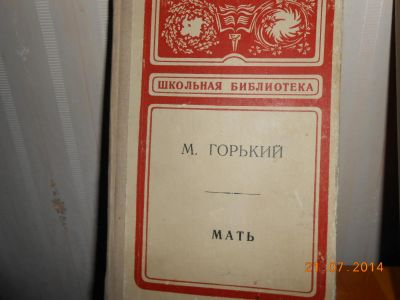 ШКОЛЬНАЯ БИБЛИОТЕКА
М. ГОРЬКИЙ
МАТЬ
21.07.2014